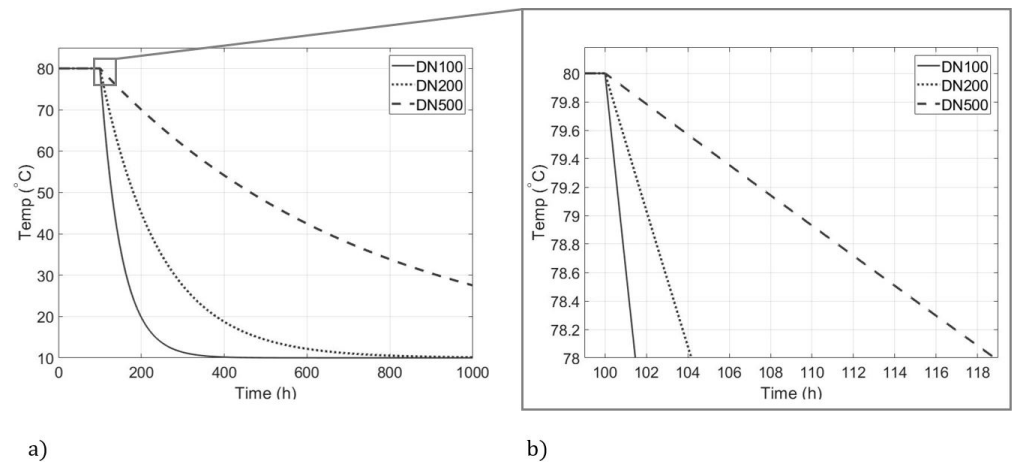 80
70
60
50
40
30
20
10
Temp (°C)
0
200
400
600
800
1000
Time (h)
DN100
DN200
DN500
a)
80
79.8
79.6
79.4
79.2
79
78.8
78.6
78.4
78.2
78
Temp (°C)
100
102
104
106
108
110
112
114
116
118
Time (h)
DN100
DN200
DN500
b)